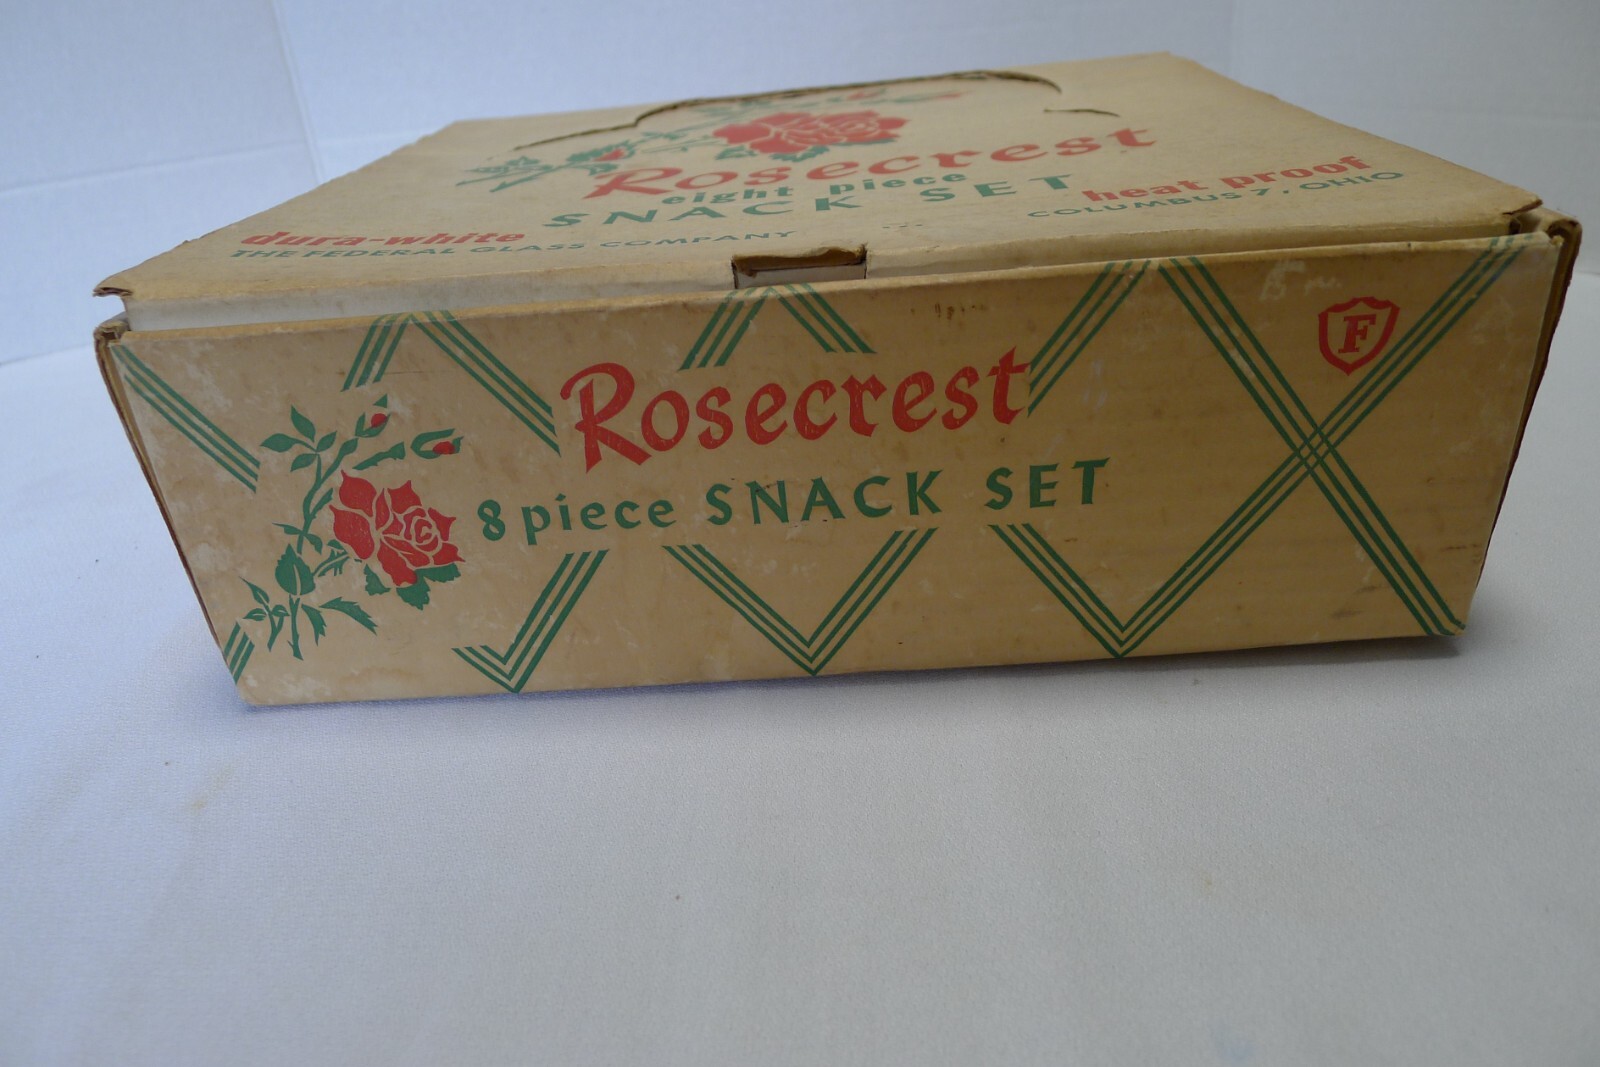 Rosecrest
eight piece
SNACK SET
dura-white
heat proof
THE FEDERAL GLASS COMPANY
COLUMBUS 7, OHIO
Rosecrest
8 piece SNACK SET
F